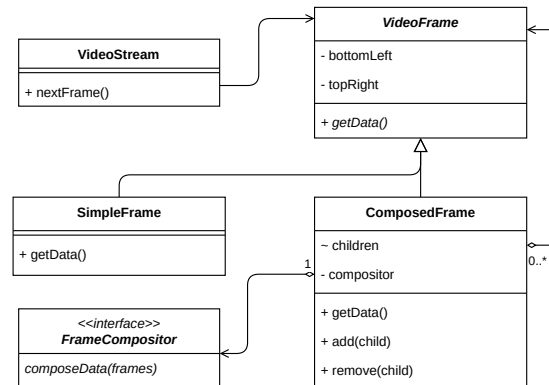 VideoFrame
- bottomLeft
- topRight
+ getData()
VideoStream
+ nextFrame()
SimpleFrame
+ getData()
ComposedFrame
~ children
- compositor
+ getData()
+ add(child)
+ remove(child)
0..*
1
<<interface>>
FrameCompositor
composeData(frames)